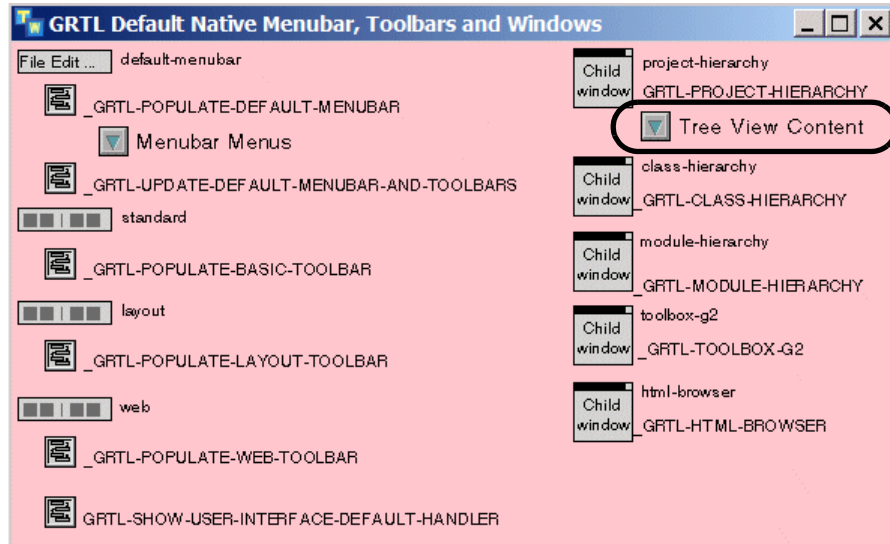 GRTL Default Native Menubar, Toolbars and Windows
File Edit ... default-menubar
_GRTL-POPULATE-DEFAULT-MENUBAR
Menubar Menus
_GRTL-UPDATE-DEFAULT-MENUBAR-AND-TOOLBARS
standard
_GRTL-POPULATE-BASIC-TOOLBAR
layout
_GRTL-POPULATE-LAYOUT-TOOLBAR
web
_GRTL-POPULATE-WEB-TOOLBAR
GRTL-SHOW-USER-INTERFACE-DEFAULT-HANDLER
Child window project-hierarchy
_GRTL-PROJECT-HIERARCHY
Tree View Content
Child window class-hierarchy
_GRTL-CLASS-HIERARCHY
Child window module-hierarchy
_GRTL-MODULE-HIERARCHY
Child window toolbox-g2
_GRTL-TOOLBOX-G2
Child window html-browser
_GRTL-HTML-BROWSER